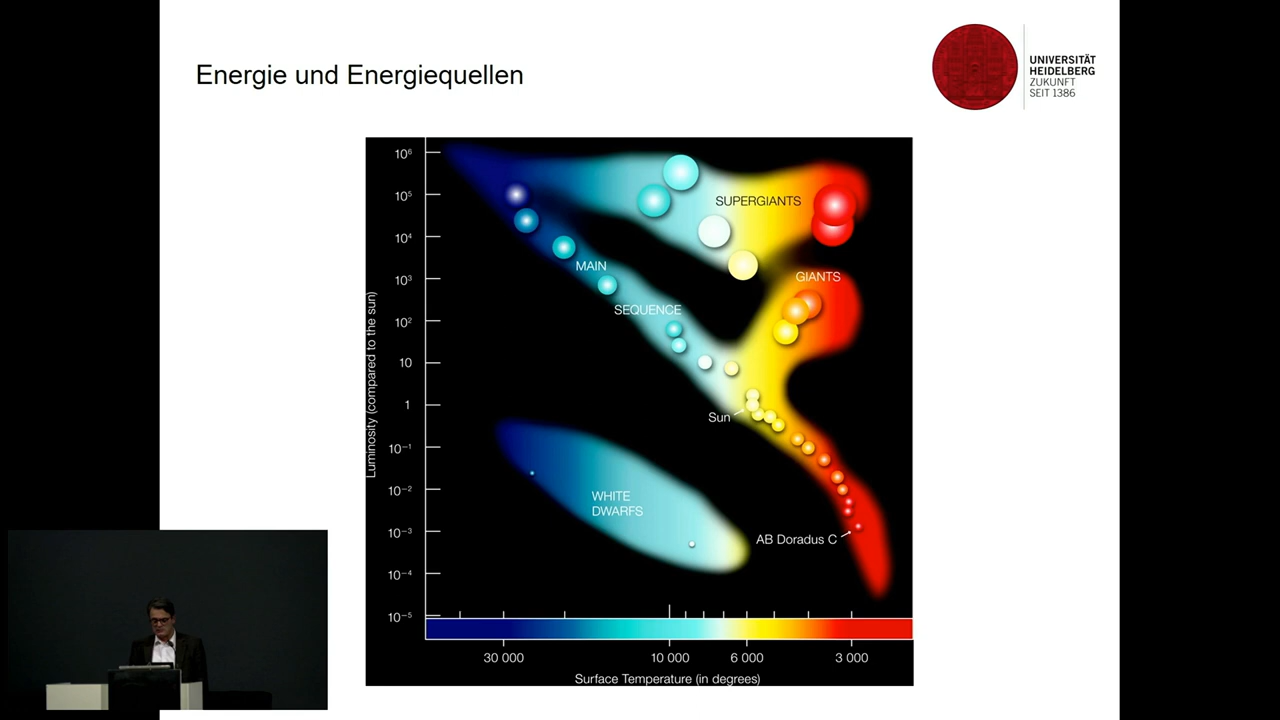 Energie und Energiequellen
UNIVERSITÄT
HEIDELBERG
ZUKUNFT
SEIT 1386
10⁶
10⁵
10⁴
10³
10²
10
1
10⁻¹
10⁻²
10⁻³
10⁻⁴
10⁻⁵
Luminosity (compared to the sun)
SUPERGIANTS
MAIN
GIANTS
SEQUENCE
Sun
WHITE
DWARFS
AB Doradus C
30 000
10 000
6 000
3 000
Surface Temperature (in degrees)